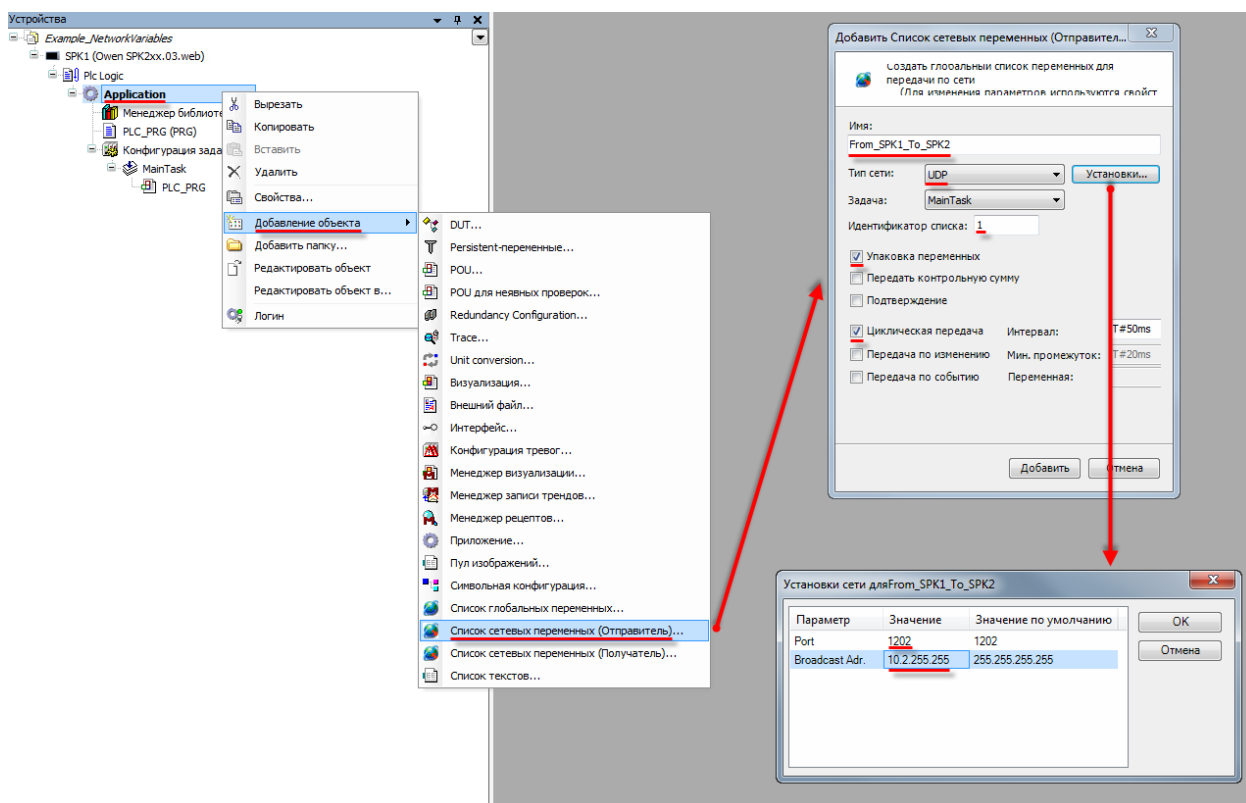 Устройства
Example_NetworkVariables
SPK1 (Owen SPK2xx.03.web)
Plc Logic
Application
Менеджер библиоте
PLC_PRG (PRG)
Конфигурация зада
MainTask
PLC_PRG
Вырезать
Копировать
Вставить
Удалить
Свойства...
Добавление объекта
Добавить папку...
Редактировать объект
Редактировать объект в...
Логин
DUT...
Persistent-переменные...
POU...
POU для неявных проверок...
Redundancy Configuration...
Trace...
Unit conversion...
Визуализация...
Внешний файл...
Интерфейс...
Конфигурация тревог...
Менеджер визуализации...
Менеджер записи трендов...
Менеджер рецептов...
Приложение...
Пул изображений...
Символьная конфигурация...
Список глобальных переменных...
Список сетевых переменных (Отправитель)...
Список сетевых переменных (Получатель)...
Список текстов...
Добавить Список сетевых переменных (Отправител...
Создать глобальный список переменных для
передачи по сети
(Для изменения параметров используются свойст
Имя:
From_SPK1_To_SPK2
Тип сети: UDP Установки...
Задача: MainTask
Идентификатор списка: 1
Упаковка переменных
Передать контрольную сумму
Подтверждение
Циклическая передача Интервал: T#50ms
Передача по изменению Мин. промежуток: T#20ms
Передача по событию Переменная:
Добавить Отмена
Установки сети дляFrom_SPK1_To_SPK2
Параметр Значение Значение по умолчанию
Port 1202 1202
Broadcast Adr. 10.2.255.255 255.255.255.255
OK
Отмена